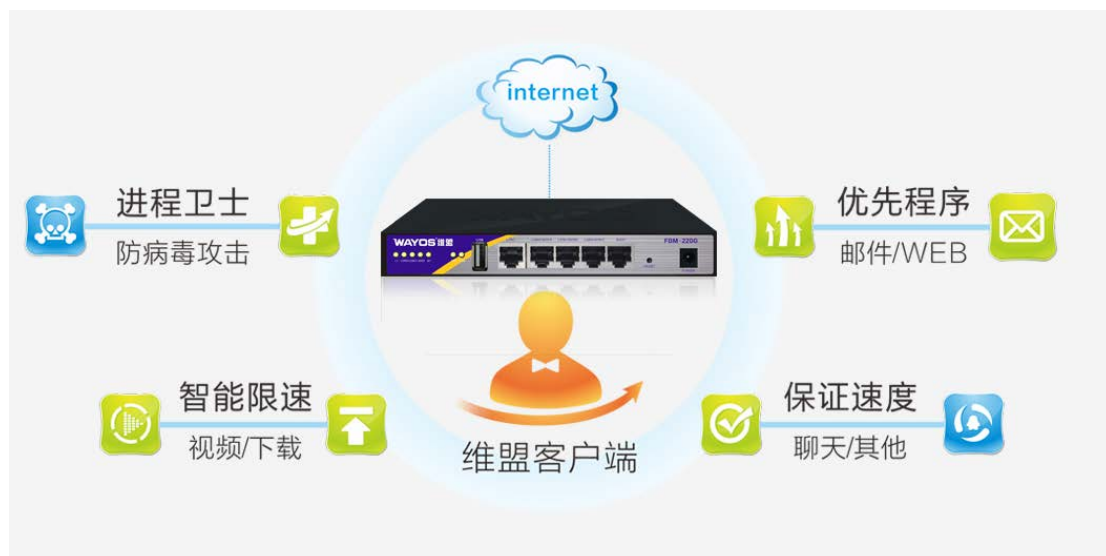 internet
进程卫士
防病毒攻击
优先程序
邮件/WEB
WAYOS 维盟
FBM-220G
智能限速
视频/下载
保证速度
聊天/其他
维盟客户端